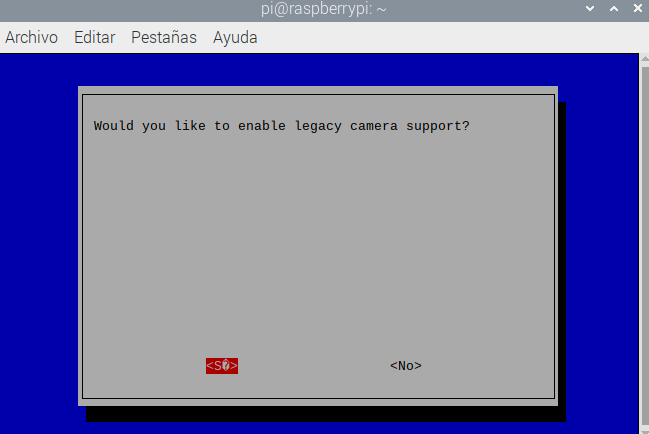 pi@raspberrypi: ~
Archivo Editar Pestañas Ayuda
Would you like to enable legacy camera support?
<S�> <No>